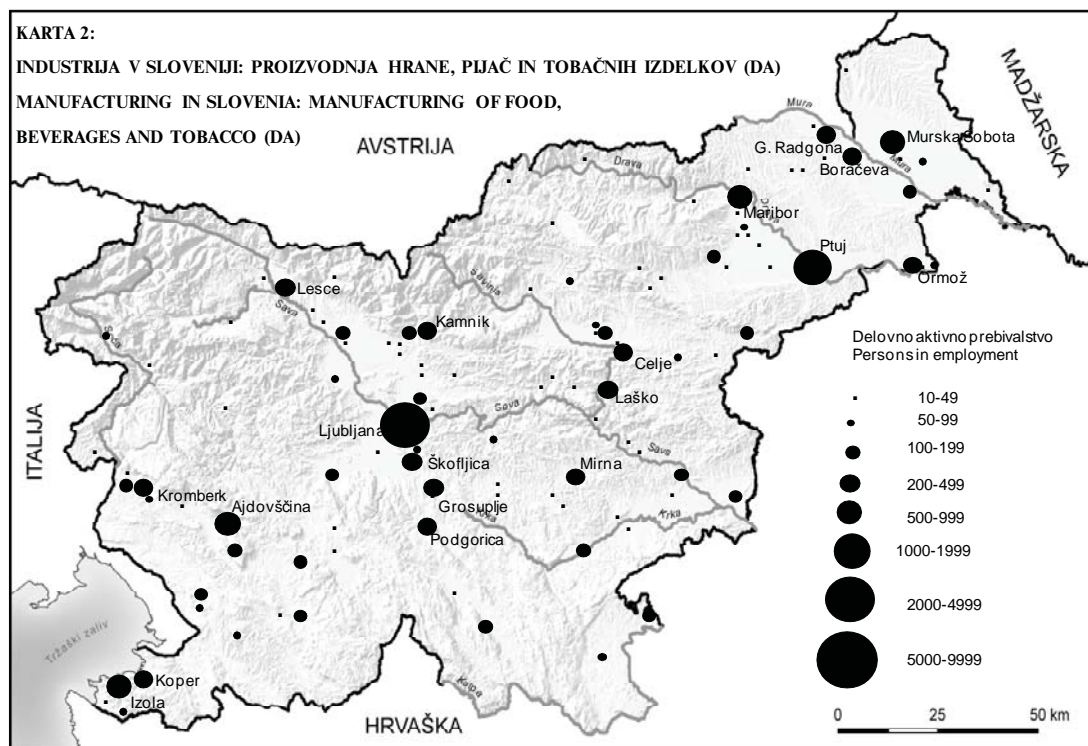 KARTA 2:
INDUSTRIJA V SLOVENIJI: PROIZVODNJA HRANE, PIJAČ IN TOBAČNIH IZDELKOV (DA)
MANUFACTURING IN SLOVENIA: MANUFACTURING OF FOOD,
BEVERAGES AND TOBACCO (DA)
AVSTRIJA
MADŽARSKA
ITALIJA
HRVAŠKA
Mura
G. Radgona
Murska Sobota
Boračeva
Mura
Drava
Maribor
Ptuj
Ormož
Lesce
Sava
Savinja
Kamnik
Celje
Laško
Ljubljana
Sava
Sava
Škofljica
Mirna
Kromberk
Ajdovščina
Grosuplje
Krka
Podgorica
Tržaški zaliv
Koper
Izola
Kolpa
Delovno aktivno prebivalstvo
Persons in employment
10-49
50-99
100-199
200-499
500-999
1000-1999
2000-4999
5000-9999
0 25 50 km